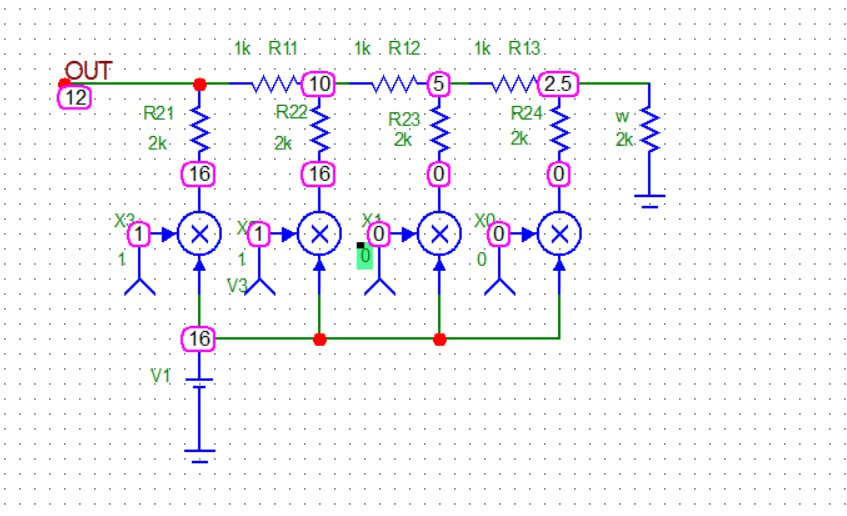 1k R11 1k R12 1k R13
OUT
12 10 5 2.5
R21 R22 R23 R24 w
2k 2k 2k 2k 2k
16 16 0 0
X3 X1 X0
1 1 0 0
1 1 0 0
V3
16
V1